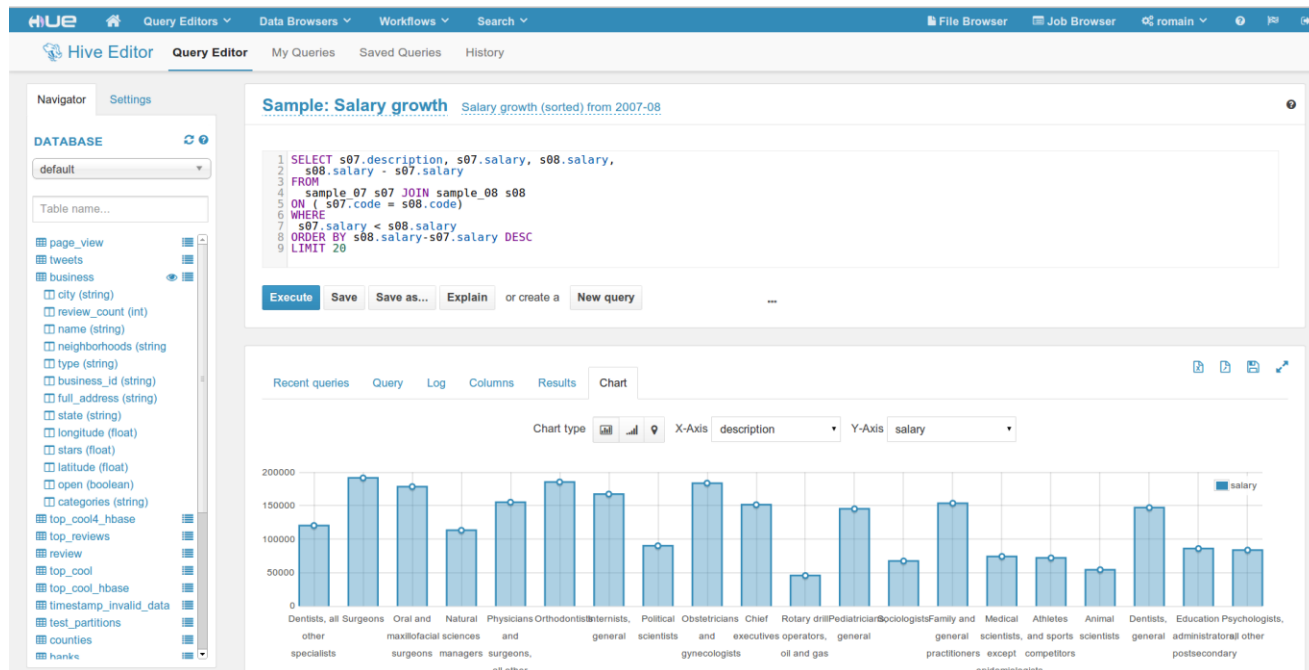 HUE Query Editors Data Browsers Workflows Search File Browser Job Browser romain
Hive Editor Query Editor My Queries Saved Queries History
Navigator Settings
DATABASE
default
Table name...
page_view
tweets
business
city (string)
review_count (int)
name (string)
neighborhoods (string
type (string)
business_id (string)
full_address (string)
state (string)
longitude (float)
stars (float)
latitude (float)
open (boolean)
categories (string)
top_cool4_hbase
top_reviews
review
top_cool
top_cool_hbase
timestamp_invalid_data
test_partitions
counties
banks
Sample: Salary growth Salary growth (sorted) from 2007-08
1 SELECT s07.description, s07.salary, s08.salary,
2 s08.salary - s07.salary
3 FROM
4 sample_07 s07 JOIN sample_08 s08
5 ON ( s07.code = s08.code)
6 WHERE
7 s07.salary < s08.salary
8 ORDER BY s08.salary-s07.salary DESC
9 LIMIT 20
Execute Save Save as... Explain or create a New query ...
Recent queries Query Log Columns Results Chart
Chart type X-Axis description Y-Axis salary
salary
200000
150000
100000
50000
0
Dentists, all Surgeons Oral and Natural Physicians Orthodontists Internists, Political Obstetricians Chief Rotary drill Pediatricians, Sociologists Family and Medical Athletes Animal Dentists, Education Psychologists,
other maxillofacial sciences and general scientists and executives operators, general general scientists, and sports scientists general administrators, all other
specialists surgeons managers surgeons, gynecologists oil and gas practitioners except competitors postsecondary
all other epidemiologists